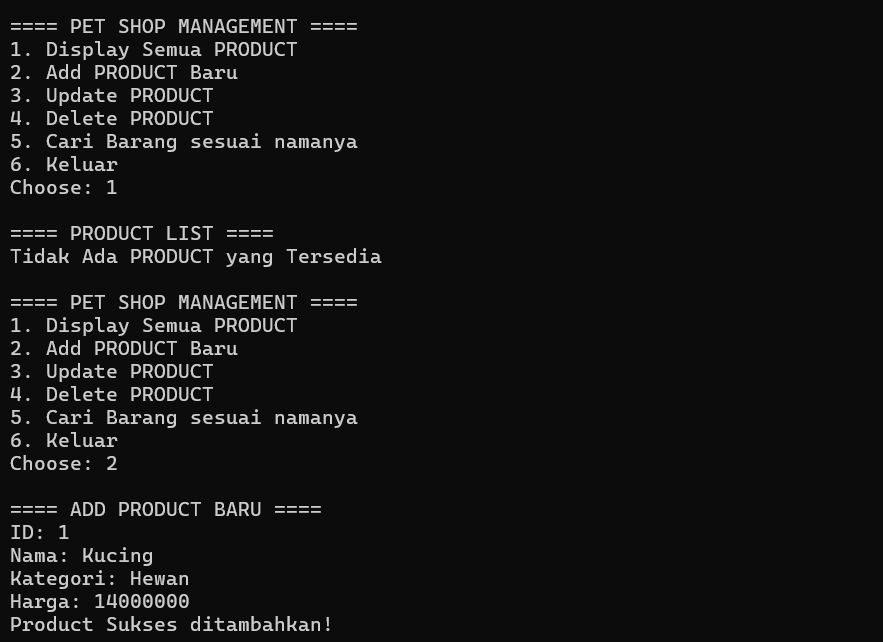 ==== PET SHOP MANAGEMENT ====
1. Display Semua PRODUCT
2. Add PRODUCT Baru
3. Update PRODUCT
4. Delete PRODUCT
5. Cari Barang sesuai namanya
6. Keluar
Choose: 1
==== PRODUCT LIST ====
Tidak Ada PRODUCT yang Tersedia
==== PET SHOP MANAGEMENT ====
1. Display Semua PRODUCT
2. Add PRODUCT Baru
3. Update PRODUCT
4. Delete PRODUCT
5. Cari Barang sesuai namanya
6. Keluar
Choose: 2
==== ADD PRODUCT BARU ====
ID: 1
Nama: Kucing
Kategori: Hewan
Harga: 14000000
Product Sukses ditambahkan!